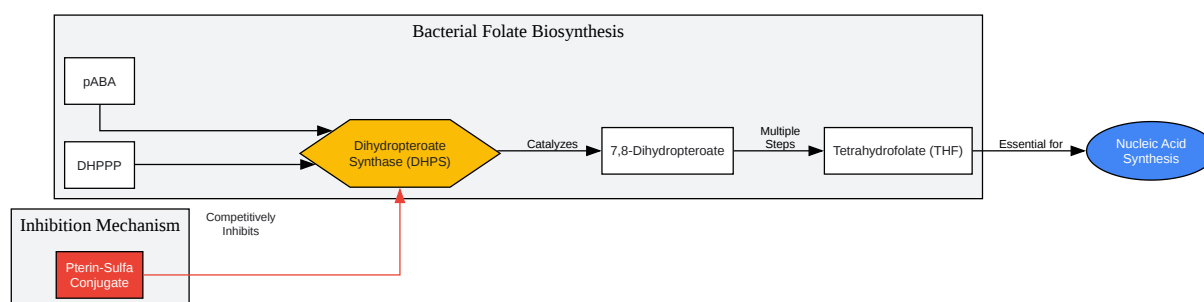 Bacterial Folate Biosynthesis
pABA
DHPPP
Dihydropteroate
Synthase (DHPS)
Catalyzes
7,8-Dihydropteroate
Multiple
Steps
Tetrahydrofolate (THF)
Essential for
Nucleic Acid
Synthesis
Inhibition Mechanism
Competitively
Inhibits
Pterin-Sulfa
Conjugate